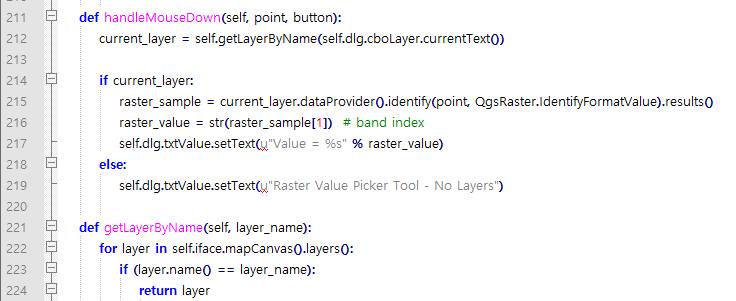 211 def handleMouseDown(self, point, button):
212 current_layer = self.getLayerByName(self.dlg.cboLayer.currentText())
213
214 if current_layer:
215 raster_sample = current_layer.dataProvider().identify(point, QgsRaster.IdentifyFormatValue).results()
216 raster_value = str(raster_sample[1]) # band index
217 self.dlg.txtValue.setText(u"Value = %s" % raster_value)
218 else:
219 self.dlg.txtValue.setText(u"Raster Value Picker Tool - No Layers")
220
221 def getLayerByName(self, layer_name):
222 for layer in self.iface.mapCanvas().layers():
223 if (layer.name() == layer_name):
224 return layer